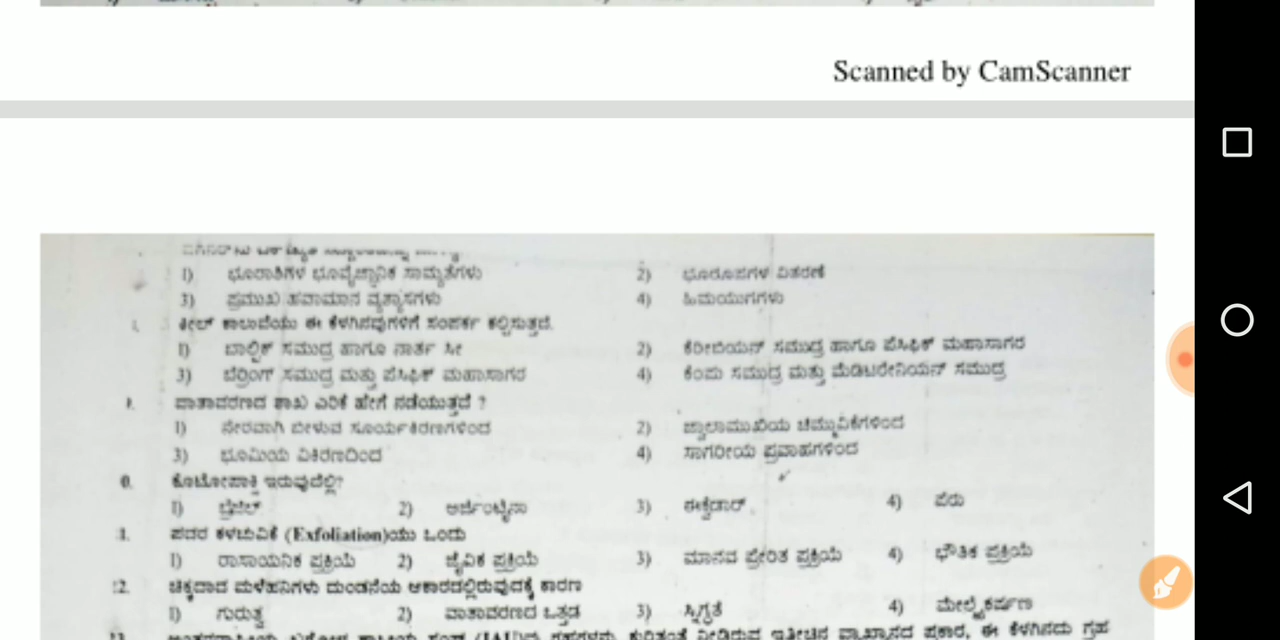 Scanned by CamScanner
1) ಭೂರಾಶಿಗಳ ಭೂವೈಜ್ಞಾನಿಕ ಸಾಮ್ಯತೆಗಳು 2) ಭೂರೂಪಗಳ ವಿತರಣೆ
3) ಪ್ರಮುಖ ಹವಾಮಾನ ವ್ಯತ್ಯಾಸಗಳು 4) ಹಿಮಯುಗಗಳು
ಕೀಲ್ ಕಾಲುವೆಯು ಈ ಕೆಳಗಿನವುಗಳಿಗೆ ಸಂಪರ್ಕ ಕಲ್ಪಿಸುತ್ತದೆ.
1) ಬಾಲ್ಟಿಕ್ ಸಮುದ್ರ ಹಾಗೂ ನಾರ್ತ ಸೀ 2) ಕೆರೀಬಿಯನ್ ಸಮುದ್ರ ಹಾಗೂ ಪೆಸಿಫಿಕ್ ಮಹಾಸಾಗರ
3) ಬೆರ್ರಿಂಗ್ ಸಮುದ್ರ ಮತ್ತು ಪೆಸಿಫಿಕ್ ಮಹಾಸಾಗರ 4) ಕೆಂಪು ಸಮುದ್ರ ಮತ್ತು ಮೆಡಿಟರೇನಿಯನ್ ಸಮುದ್ರ
ವಾತಾವರಣದ ಶಾಖ ಏರಿಕೆ ಹೇಗೆ ನಡೆಯುತ್ತದೆ ?
1) ನೇರವಾಗಿ ಬೀಳುವ ಸೂರ್ಯಕಿರಣಗಳಿಂದ 2) ಜ್ವಾಲಾಮುಖಿಯ ಚಿಮ್ಮುವಿಕೆಗಳಿಂದ
3) ಭೂಮಿಯ ವಿಕಿರಣದಿಂದ 4) ಸಾಗರೀಯ ಪ್ರವಾಹಗಳಿಂದ
0. ಕೊಟೋಪಾಕ್ಸಿ ಇರುವುದೆಲ್ಲಿ?
1) ಬ್ರೆಜಿಲ್ 2) ಅರ್ಜೆಂಟೈನಾ 3) ಈಕ್ವೆಡಾರ್ 4) ಪೆರು
1. ಪದರ ಕಳಚುವಿಕೆ (Exfoliation)ಯು ಒಂದು
1) ರಾಸಾಯನಿಕ ಪ್ರಕ್ರಿಯೆ 2) ಜೈವಿಕ ಪ್ರಕ್ರಿಯೆ 3) ಮಾನವ ಪ್ರೇರಿತ ಪ್ರಕ್ರಿಯೆ 4) ಭೌತಿಕ ಪ್ರಕ್ರಿಯೆ
12. ಚಿಕ್ಕದಾದ ಮಳೆಹನಿಗಳು ದುಂಡನೆಯ ಆಕಾರದಲ್ಲಿರುವುದಕ್ಕೆ ಕಾರಣ
1) ಗುರುತ್ವ 2) ವಾತಾವರಣದ ಒತ್ತಡ 3) ಸ್ನಿಗ್ಧತೆ 4) ಮೇಲ್ಮೈಕರ್ಷಣ